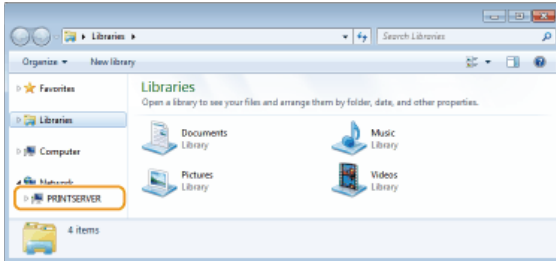 Libraries
Search Libraries
Organize
New library
Favorites
Libraries
Computer
Network
PRINTSERVER
Libraries
Open a library to see your files and arrange them by folder, date, and other properties.
Documents
Library
Music
Library
Pictures
Library
Videos
Library
4 items